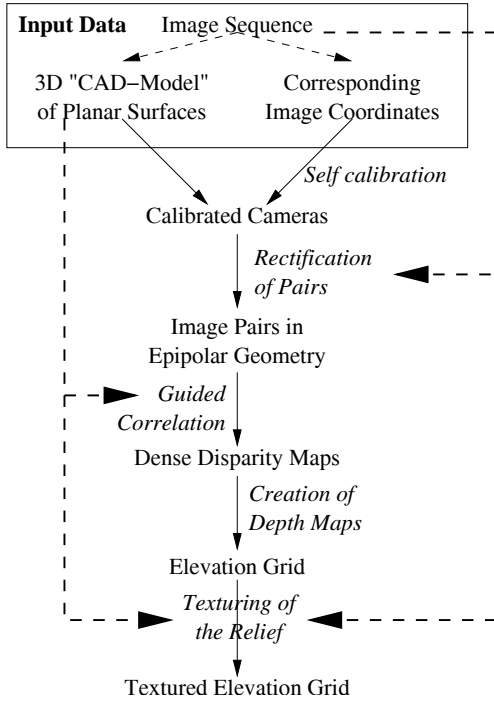 Input Data Image Sequence
3D "CAD−Model" Corresponding
of Planar Surfaces Image Coordinates
Self calibration
Calibrated Cameras
Rectification
of Pairs
Image Pairs in
Epipolar Geometry
Guided
Correlation
Dense Disparity Maps
Creation of
Depth Maps
Elevation Grid
Texturing of
the Relief
Textured Elevation Grid